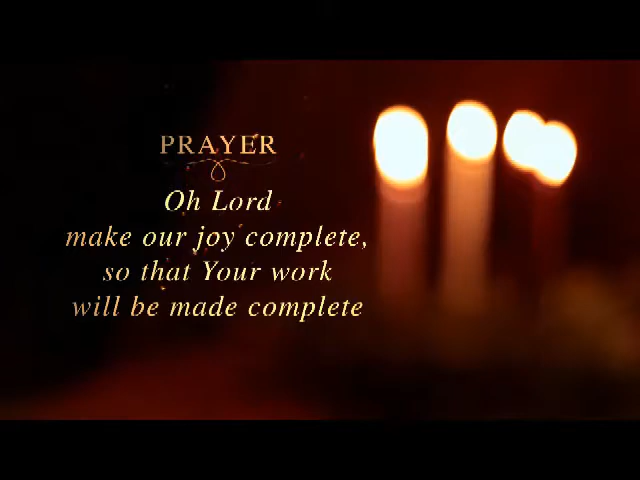 PRAYER
Oh Lord
make our joy complete,
so that Your work
will be made complete